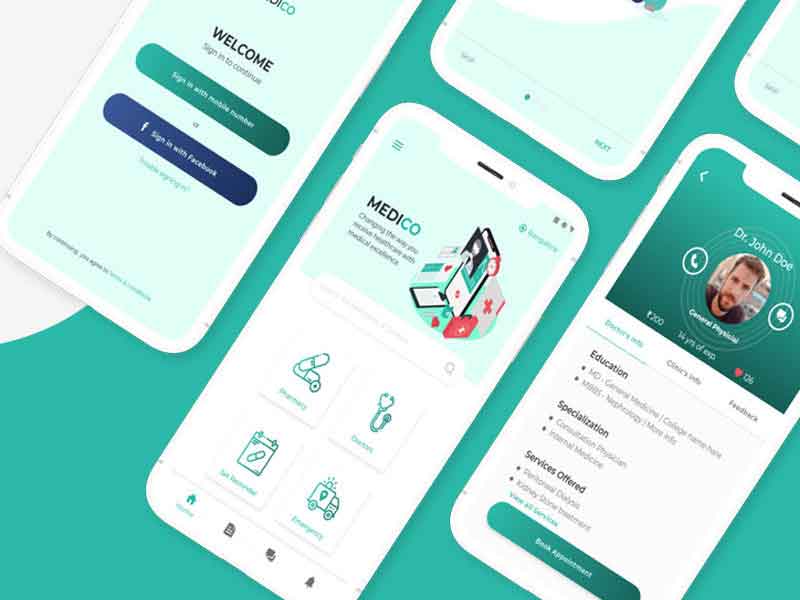 MEDICO
WELCOME
Sign in to continue
Sign in with mobile number
or
f Sign in with Facebook
Trouble signing in?
By continuing, you agree to terms & conditions
SKIP
NEXT
MEDICO
Changing the way you
receive healthcare with
medical excellence.
Bangalore
Pharmacy
Doctors
Set Reminder
Emergency
Home
Dr. John Doe
General Physician
₹200
14 yrs of exp.
126
Doctor's Info
Clinic's Info
Feedback
Education
MD - General Medicine | College name here
MBBS - Nephrology | More info
Specialization
Consultation Physician
Internal Medicine
Services Offered
Peritoneal Dialysis
Kidney Stone treatment
View all Services
Book Appointment
SKIP